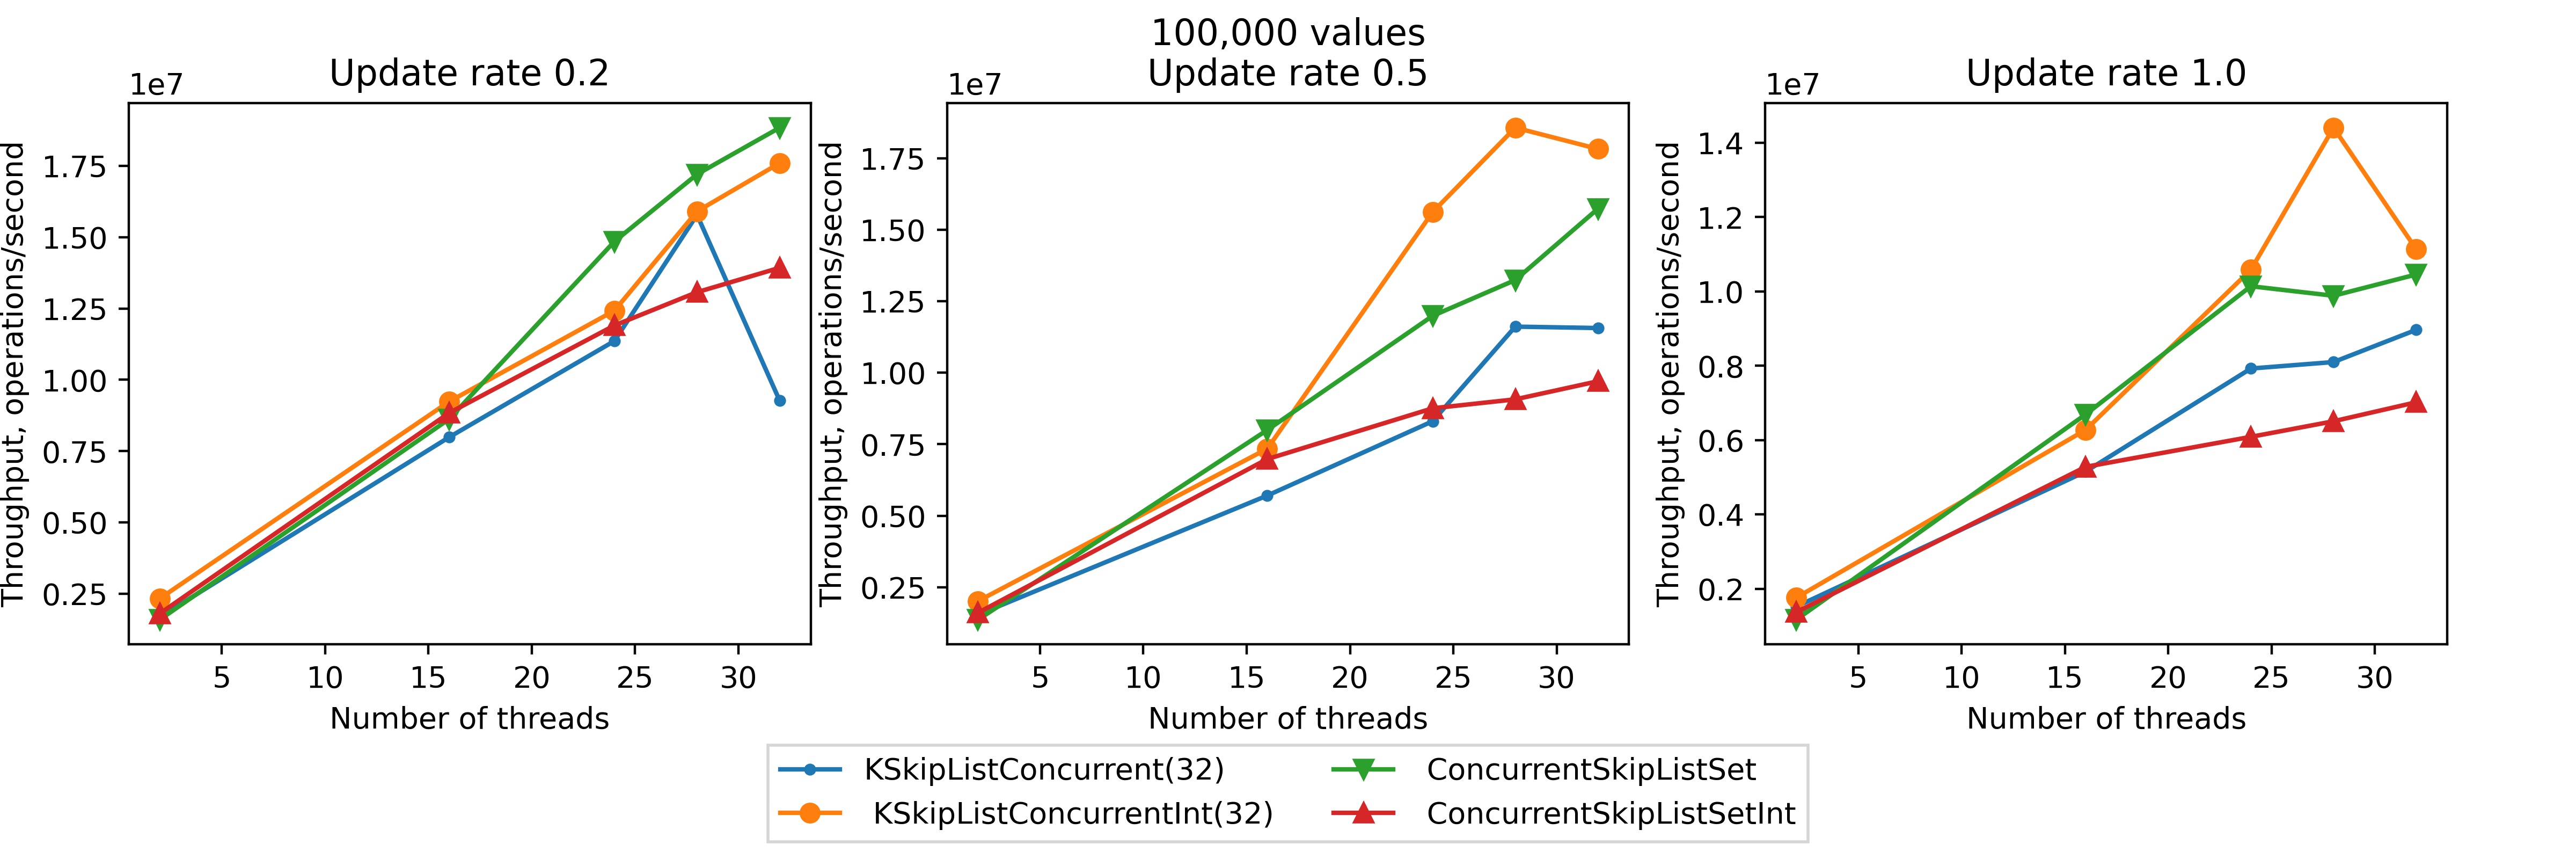 100,000 values
Update rate 0.2
Update rate 0.5
Update rate 1.0
1e7
Throughput, operations/second
1.75
1.50
1.25
1.00
0.75
0.50
0.25
5 10 15 20 25 30
Number of threads
1e7
Throughput, operations/second
1.75
1.50
1.25
1.00
0.75
0.50
0.25
5 10 15 20 25 30
Number of threads
1e7
Throughput, operations/second
1.4
1.2
1.0
0.8
0.6
0.4
0.2
5 10 15 20 25 30
Number of threads
KSkipListConcurrent(32)
KSkipListConcurrentInt(32)
ConcurrentSkipListSet
ConcurrentSkipListSetInt